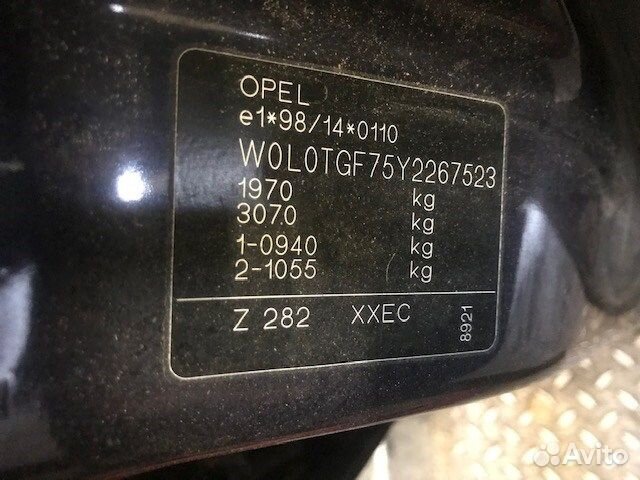 OPEL
e1*98/14*0110
W0L0TGF75Y2267523
1970 kg
3070 kg
1-0940 kg
2-1055 kg
Z 282 XXEC 8921
Avito